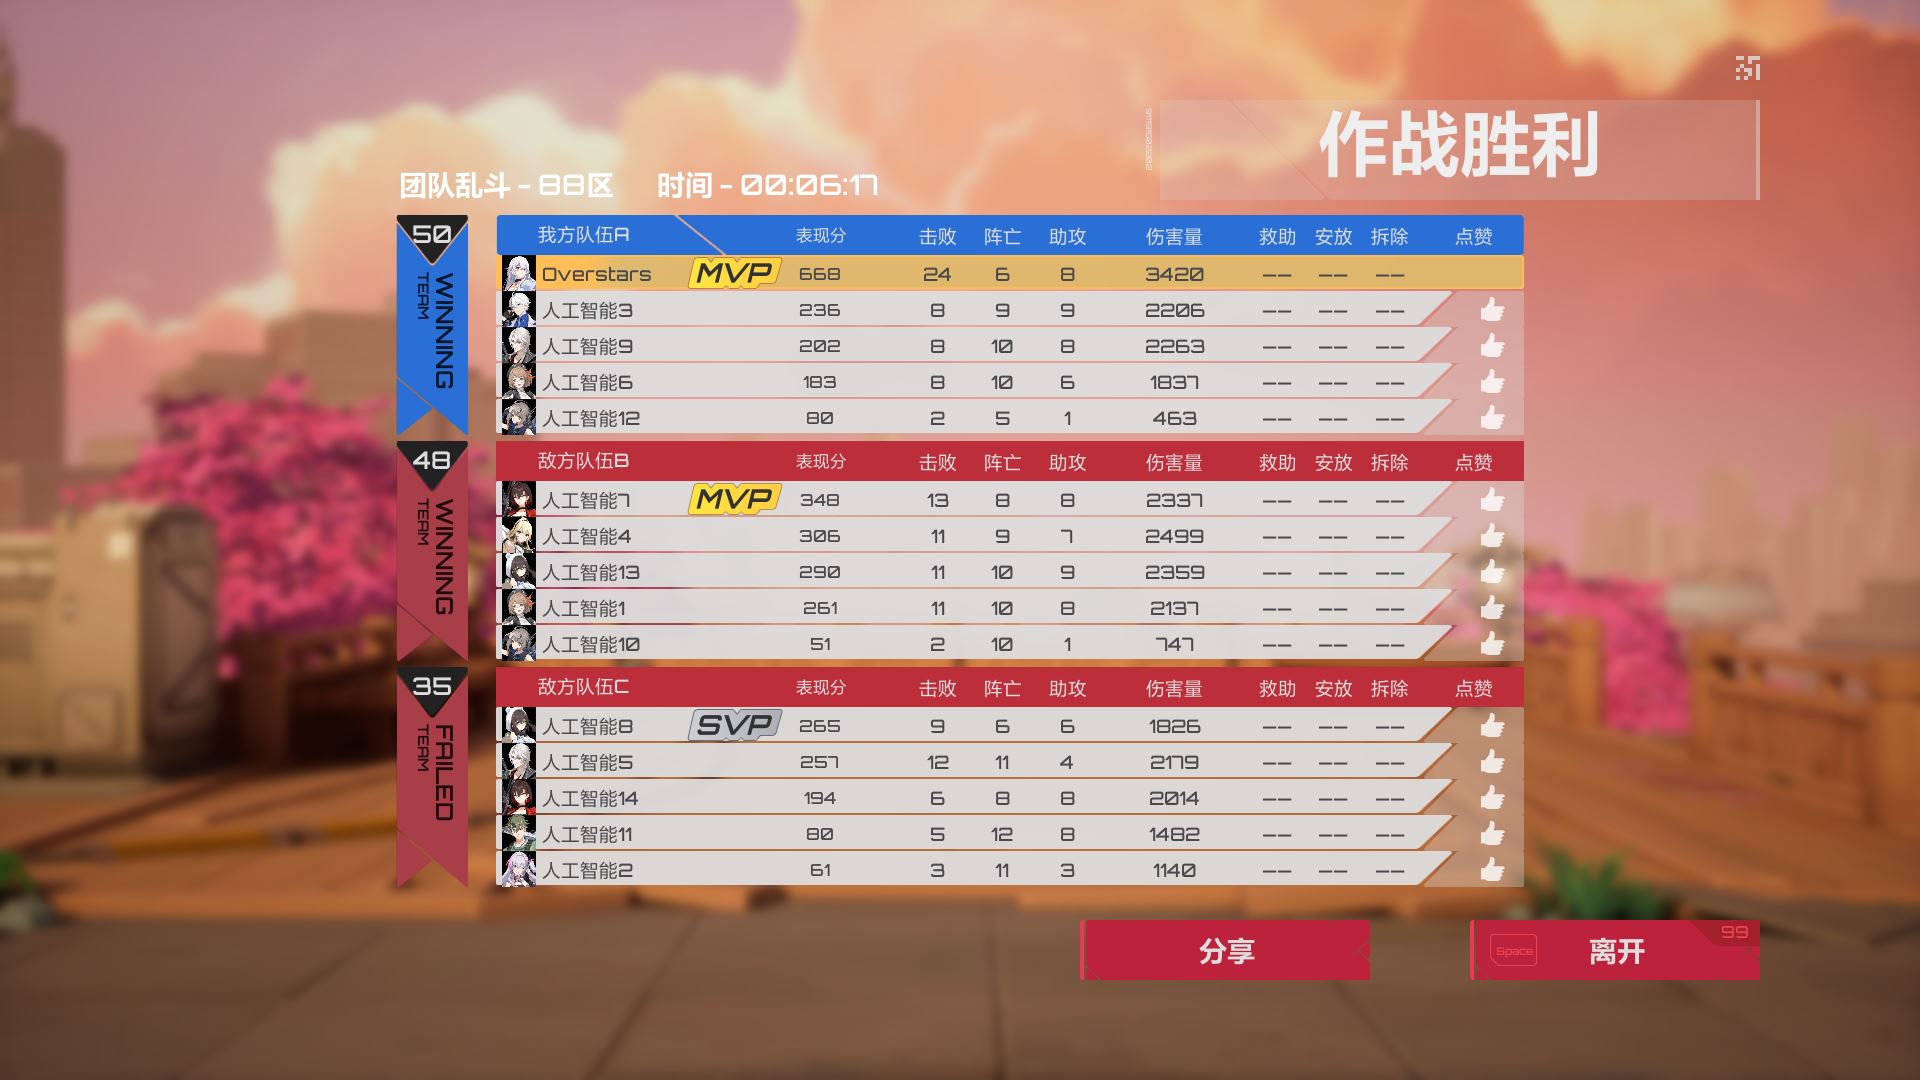 作战胜利
团队乱斗 - 88区 时间 - 00:06:17
50 WINNING TEAM
我方队伍A 表现分 击败 阵亡 助攻 伤害量 救助 安放 拆除 点赞
Overstars MVP 668 24 6 8 3420 -- -- --
人工智能3 236 8 9 9 2206 -- -- --
人工智能9 202 8 10 8 2263 -- -- --
人工智能6 183 8 10 6 1837 -- -- --
人工智能12 80 2 5 1 463 -- -- --
48 WINNING TEAM
敌方队伍B 表现分 击败 阵亡 助攻 伤害量 救助 安放 拆除 点赞
人工智能7 MVP 348 13 8 8 2337 -- -- --
人工智能4 306 11 9 7 2499 -- -- --
人工智能13 290 11 10 9 2359 -- -- --
人工智能1 261 11 10 8 2137 -- -- --
人工智能10 51 2 10 1 747 -- -- --
35 FAILED TEAM
敌方队伍C 表现分 击败 阵亡 助攻 伤害量 救助 安放 拆除 点赞
人工智能8 SVP 265 9 6 6 1826 -- -- --
人工智能5 257 12 11 4 2179 -- -- --
人工智能14 194 6 8 8 2014 -- -- --
人工智能11 80 5 12 8 1482 -- -- --
人工智能2 61 3 11 3 1140 -- -- --
分享
Space 离开 99